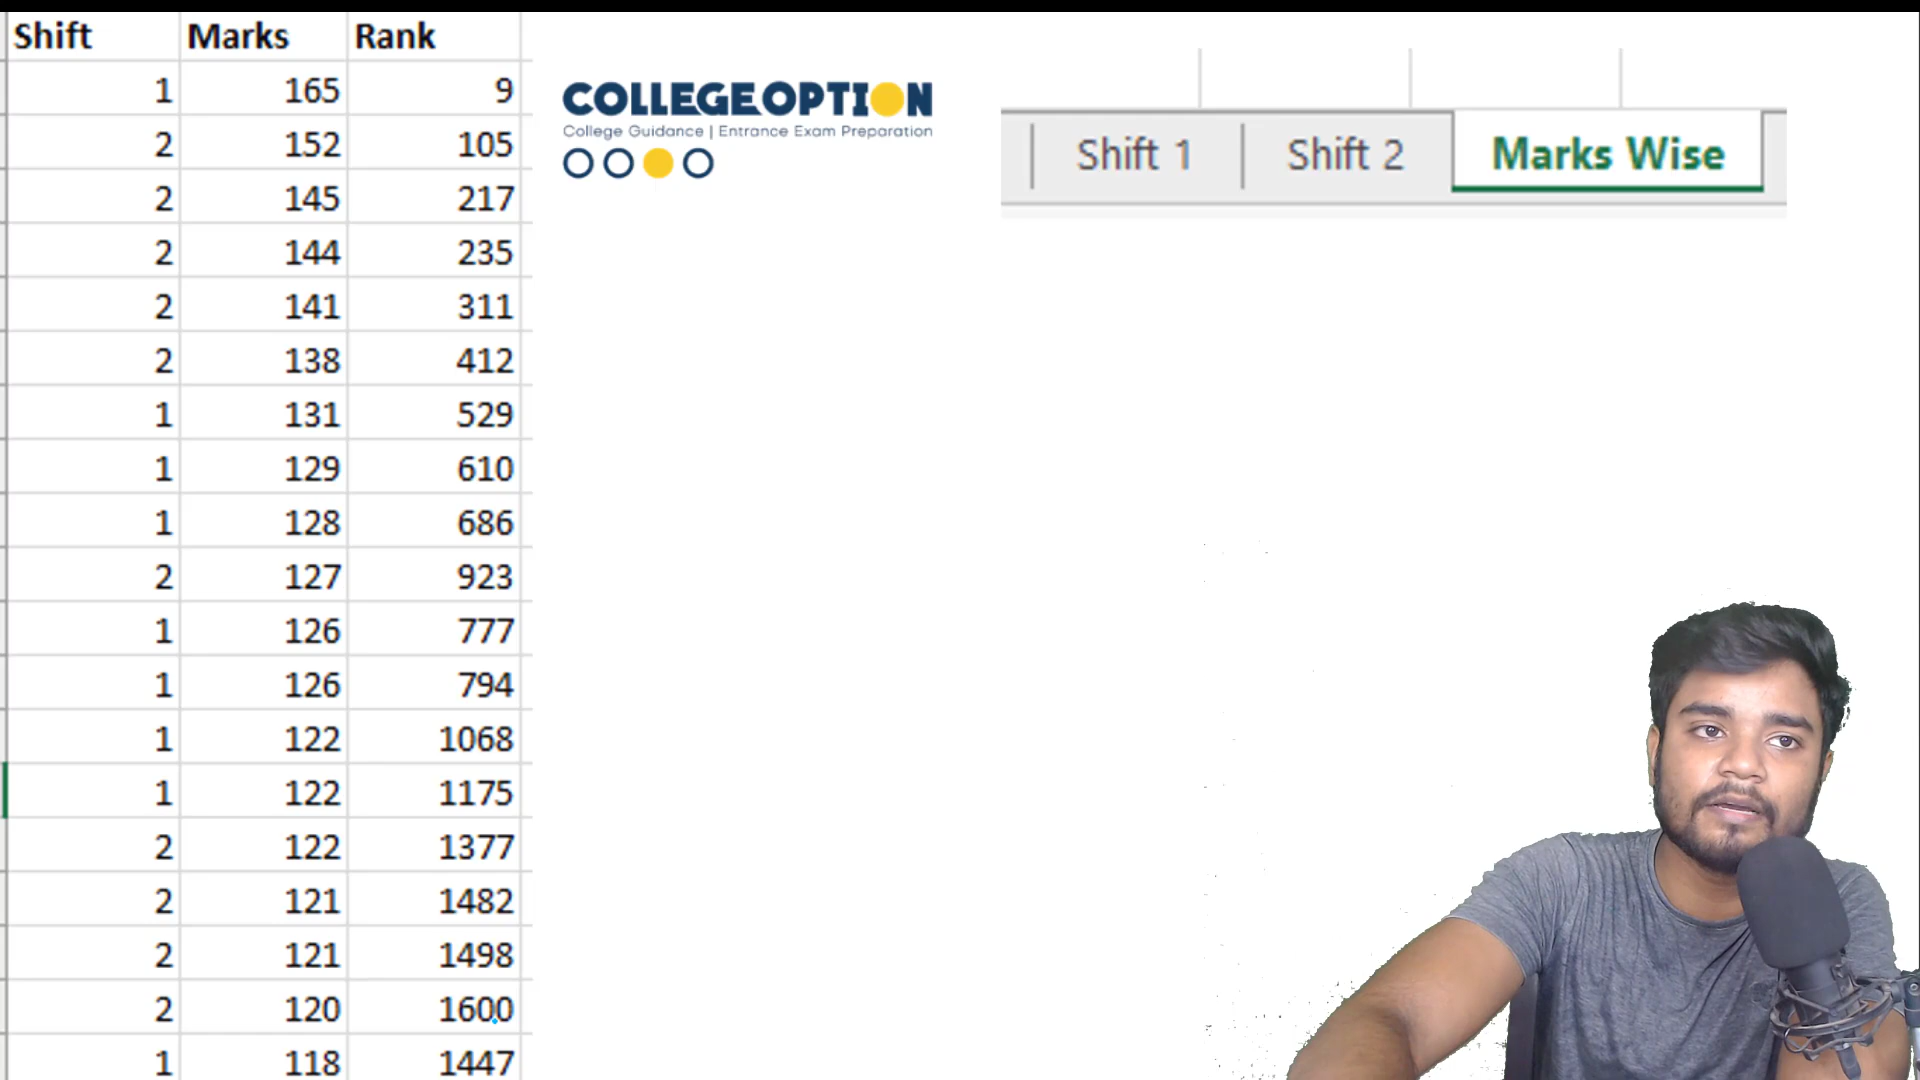 Shift Marks Rank
1 165 9
2 152 105
2 145 217
2 144 235
2 141 311
2 138 412
1 131 529
1 129 610
1 128 686
2 127 923
1 126 777
1 126 794
1 122 1068
1 122 1175
2 122 1377
2 121 1482
2 121 1498
2 120 1600
1 118 1447
COLLEGEOPTION
College Guidance | Entrance Exam Preparation
Shift 1 Shift 2 Marks Wise